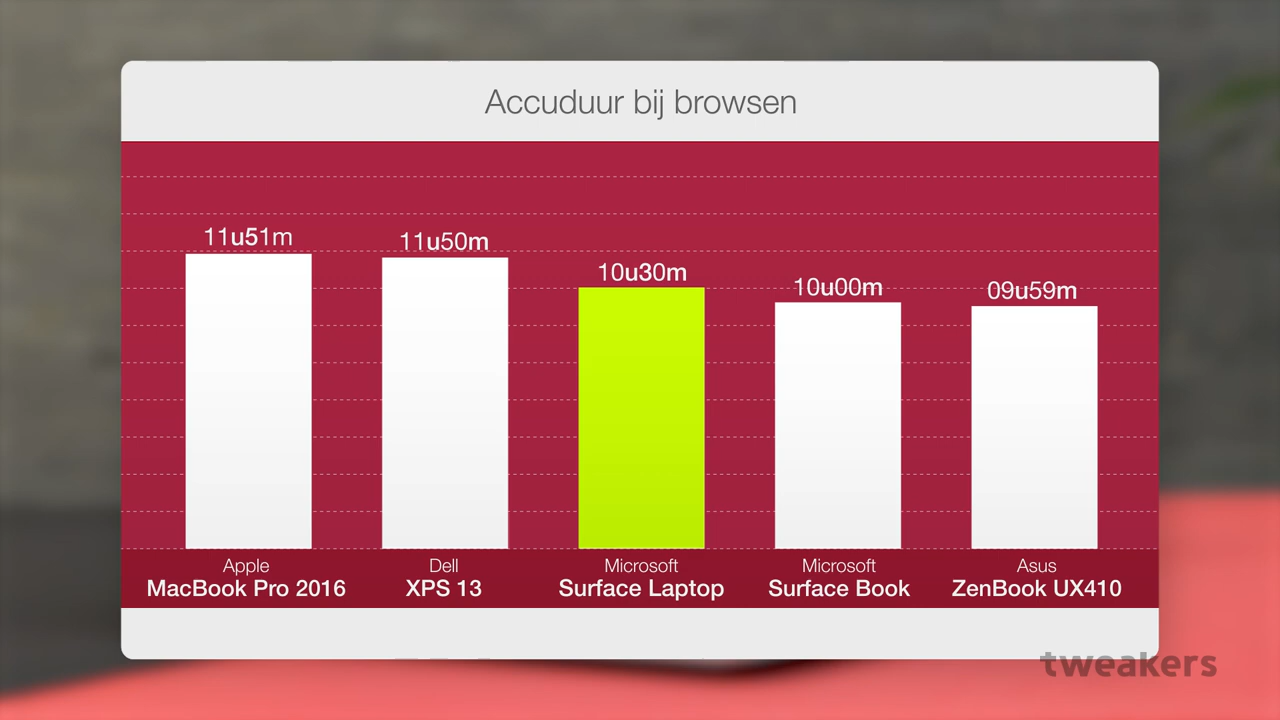 Accuduur bij browsen
11u51m
11u50m
10u30m
10u00m
09u59m
Apple
MacBook Pro 2016
Dell
XPS 13
Microsoft
Surface Laptop
Microsoft
Surface Book
Asus
ZenBook UX410
tweakers